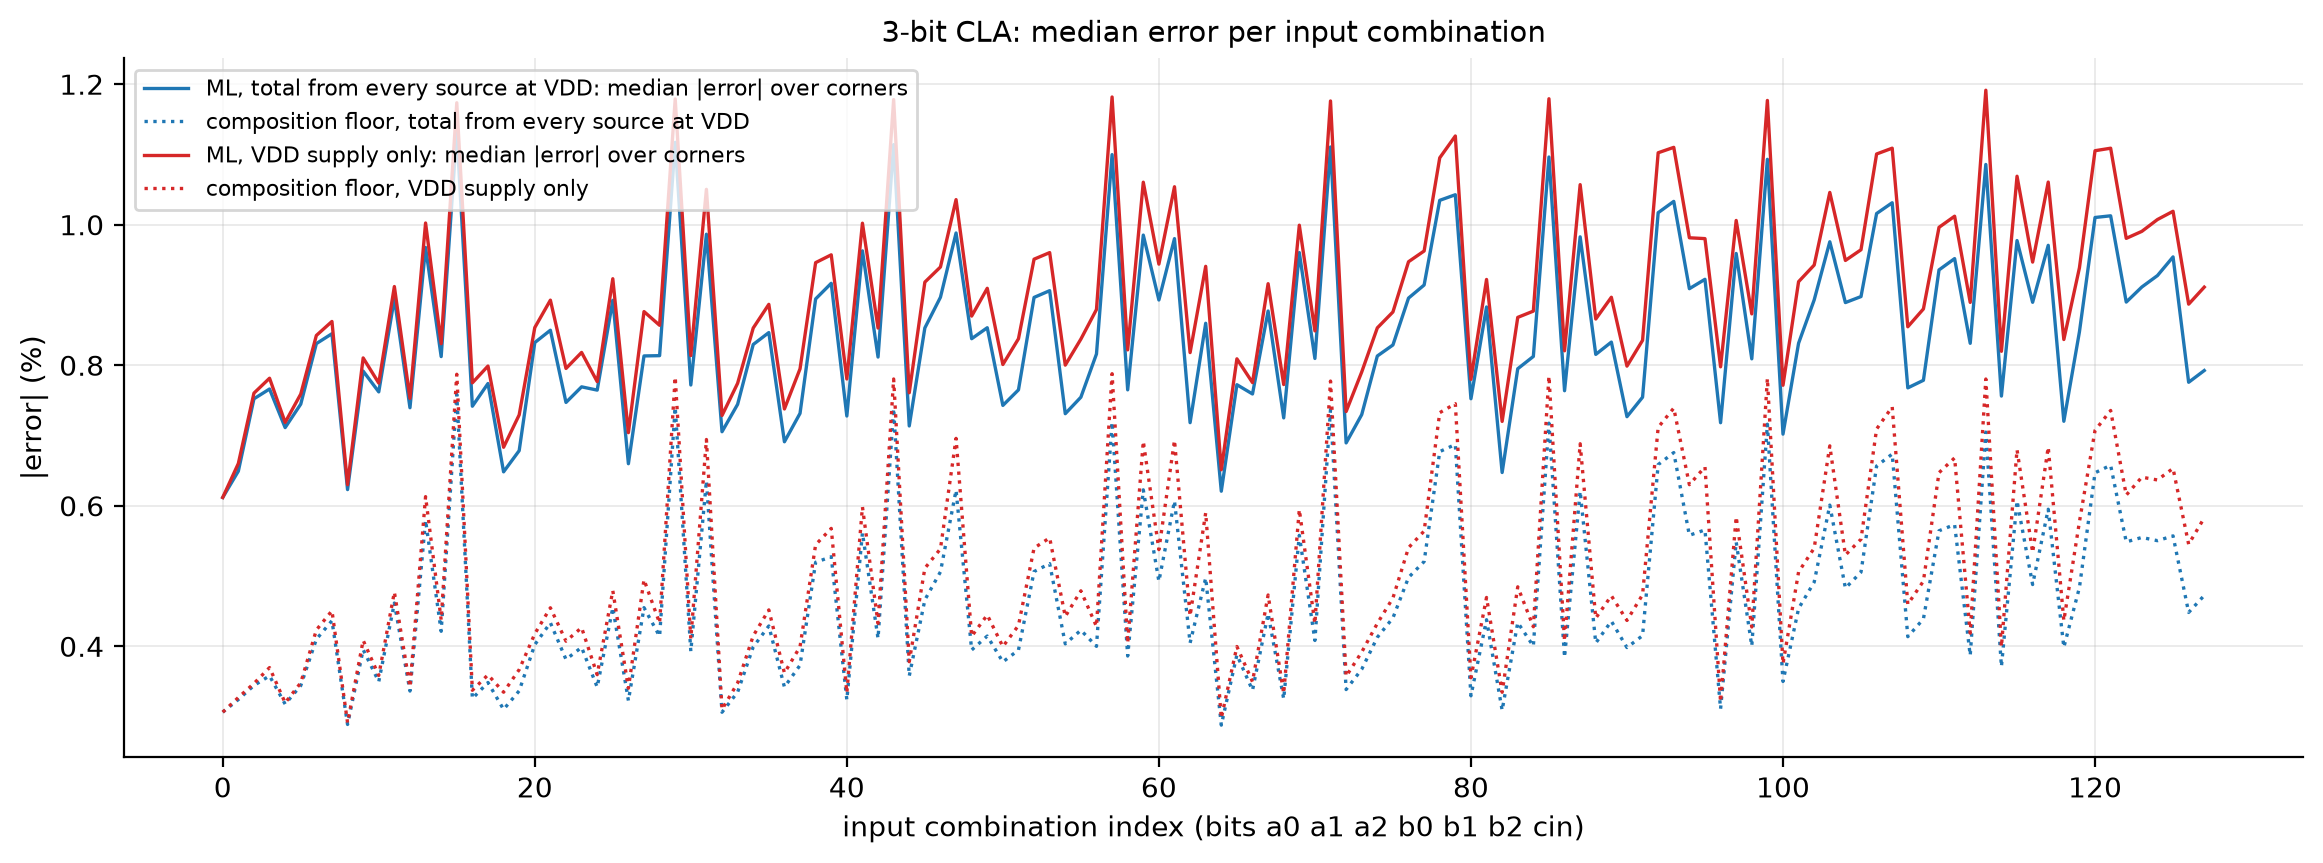 3-bit CLA: median error per input combination
ML, total from every source at VDD: median |error| over corners
composition floor, total from every source at VDD
ML, VDD supply only: median |error| over corners
composition floor, VDD supply only
|error| (%)
1.2
1.0
0.8
0.6
0.4
0 20 40 60 80 100 120
input combination index (bits a0 a1 a2 b0 b1 b2 cin)